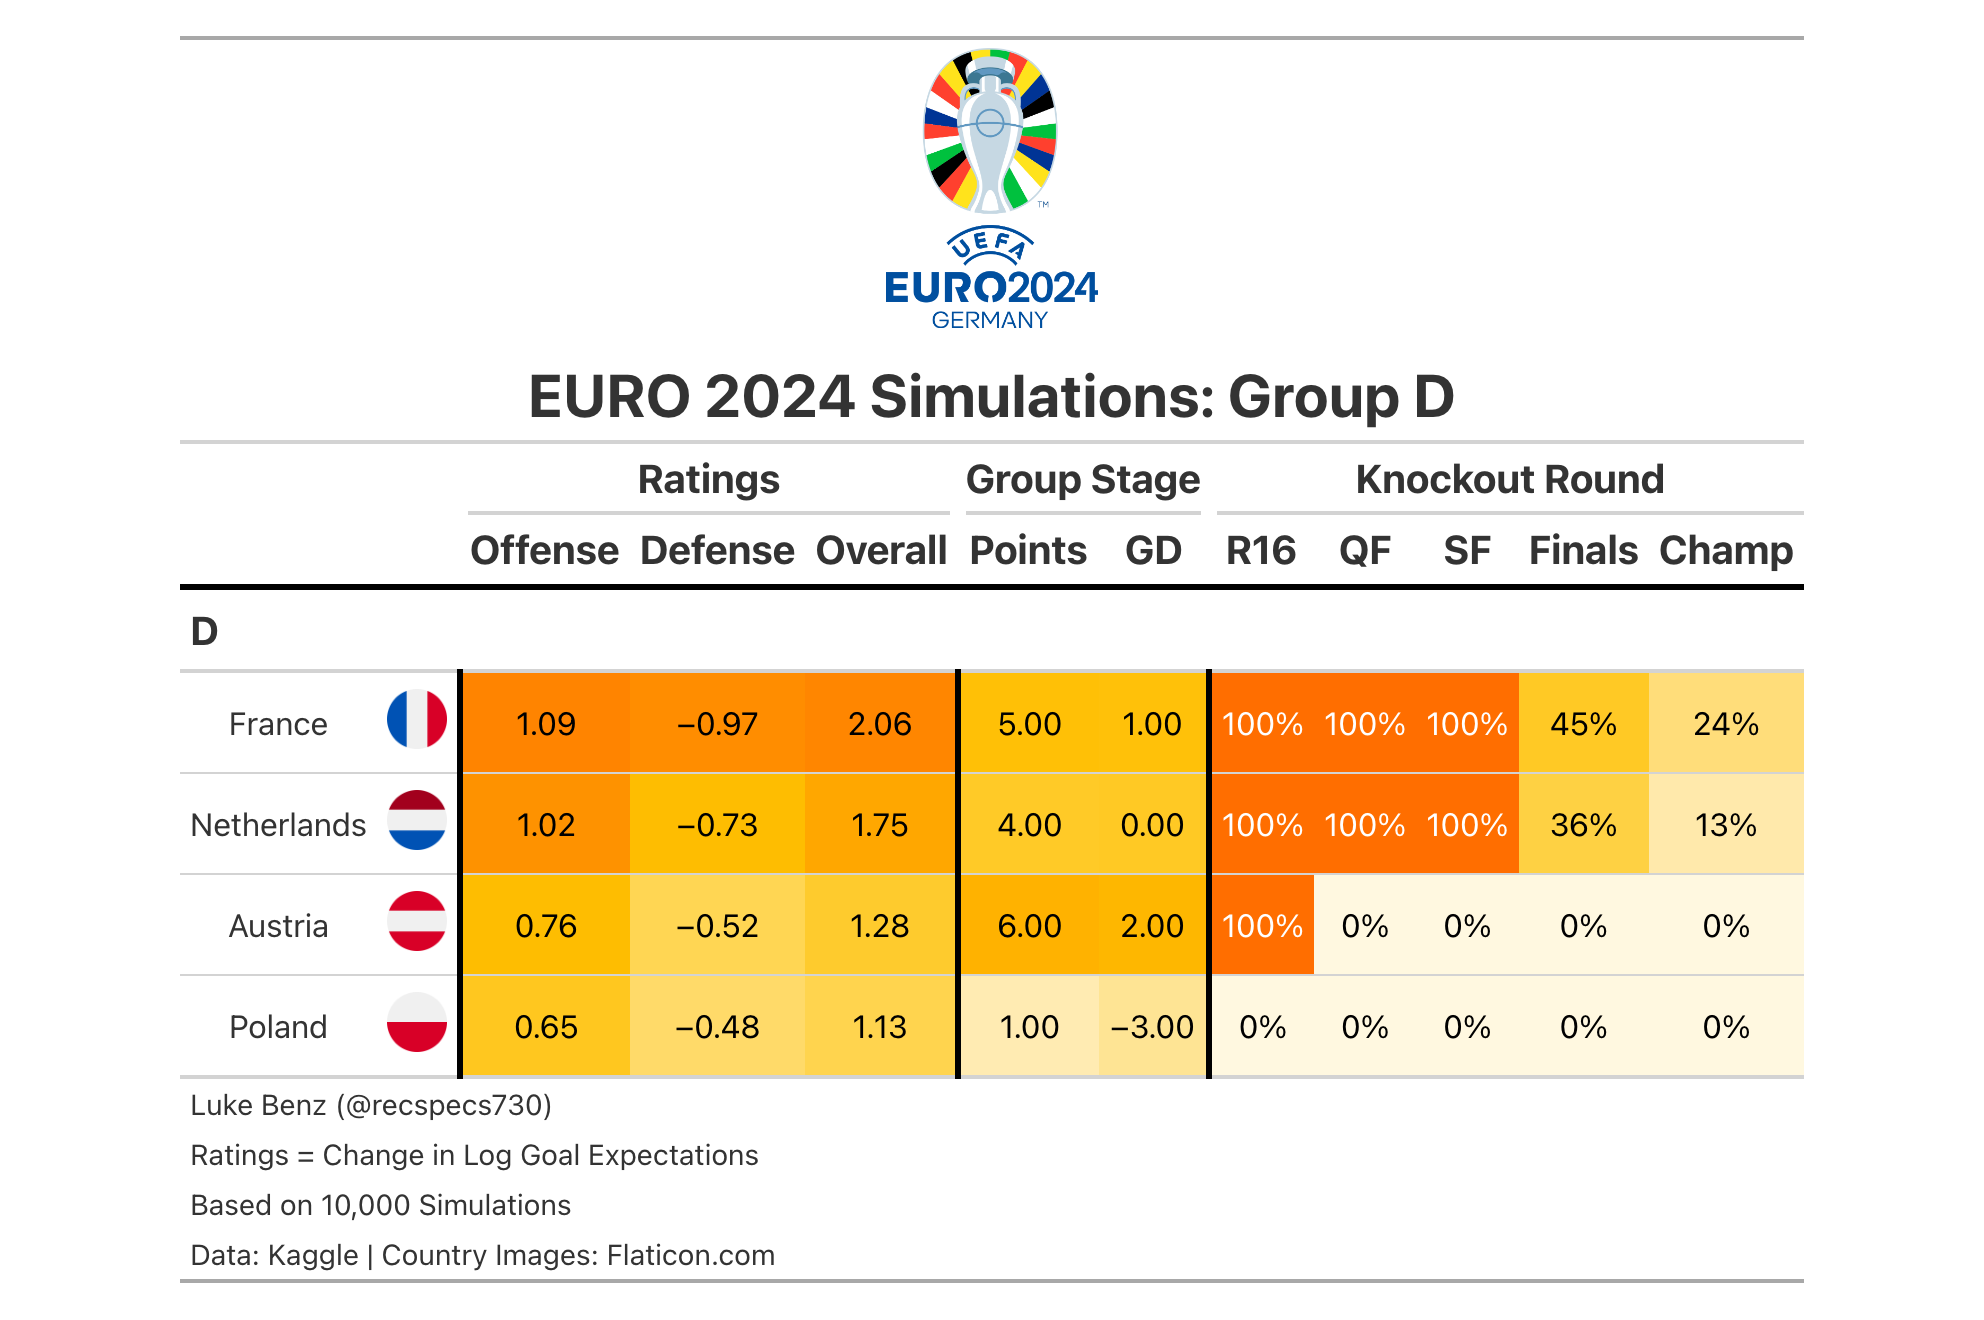 TM
UEFA
EURO2024
GERMANY
EURO 2024 Simulations: Group D
Ratings Group Stage Knockout Round
Offense Defense Overall Points GD R16 QF SF Finals Champ
D
France 1.09 −0.97 2.06 5.00 1.00 100% 100% 100% 45% 24%
Netherlands 1.02 −0.73 1.75 4.00 0.00 100% 100% 100% 36% 13%
Austria 0.76 −0.52 1.28 6.00 2.00 100% 0% 0% 0% 0%
Poland 0.65 −0.48 1.13 1.00 −3.00 0% 0% 0% 0% 0%
Luke Benz (@recspecs730)
Ratings = Change in Log Goal Expectations
Based on 10,000 Simulations
Data: Kaggle | Country Images: Flaticon.com